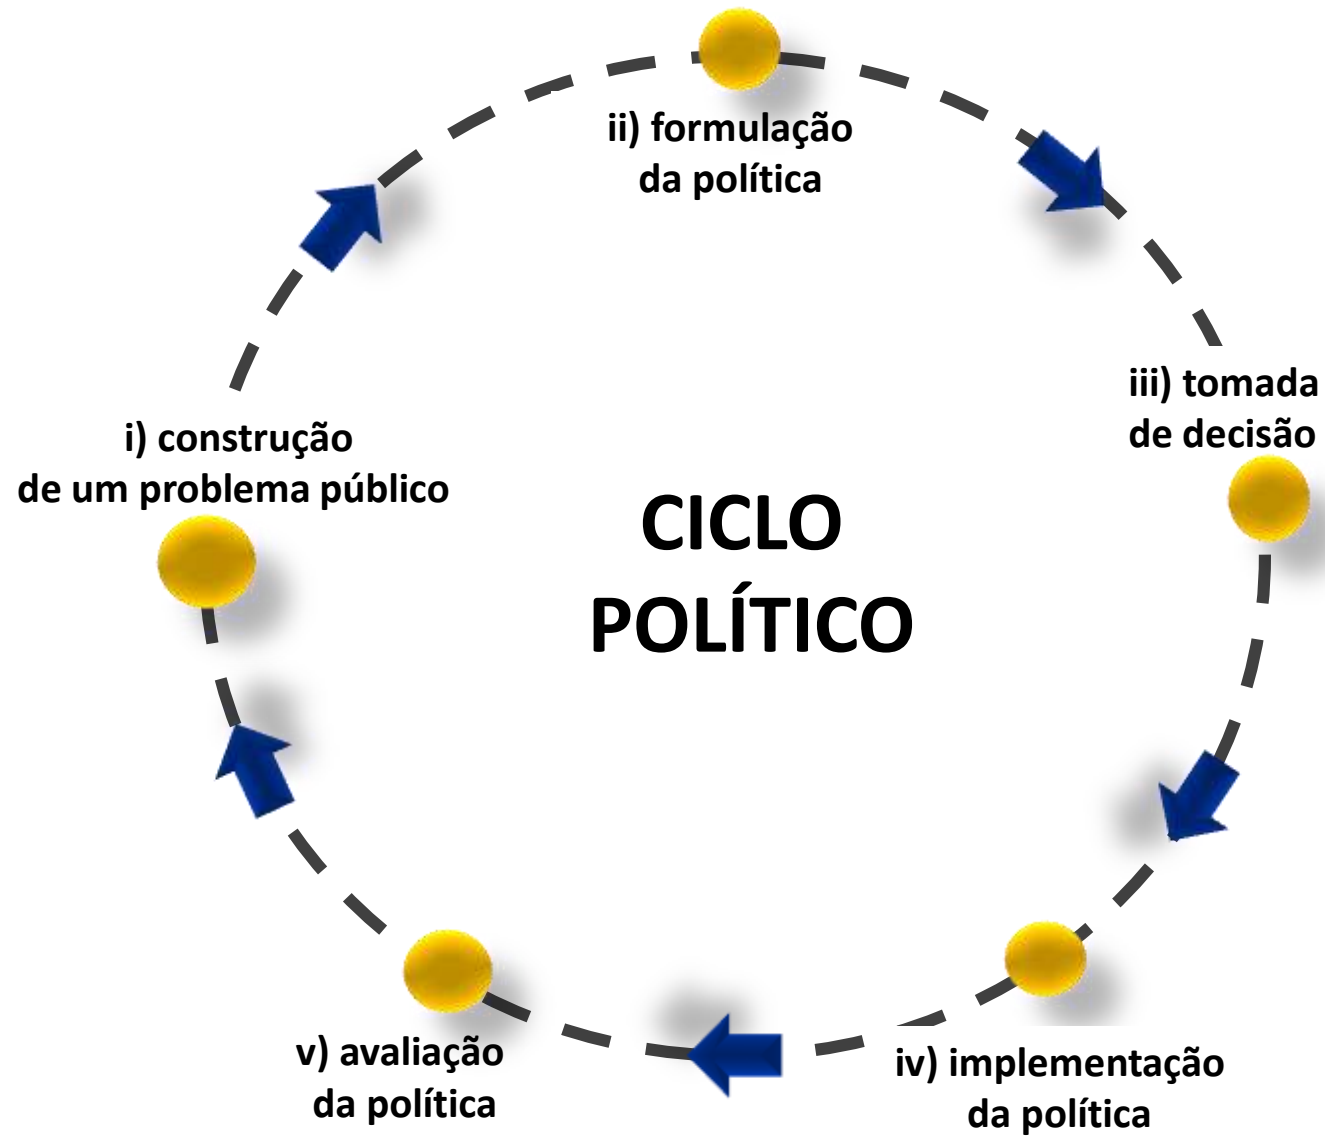 ii) formulação
da política
iii) tomada
de decisão
i) construção
de um problema público
CICLO
POLÍTICO
v) avaliação
da política
iv) implementação
da política